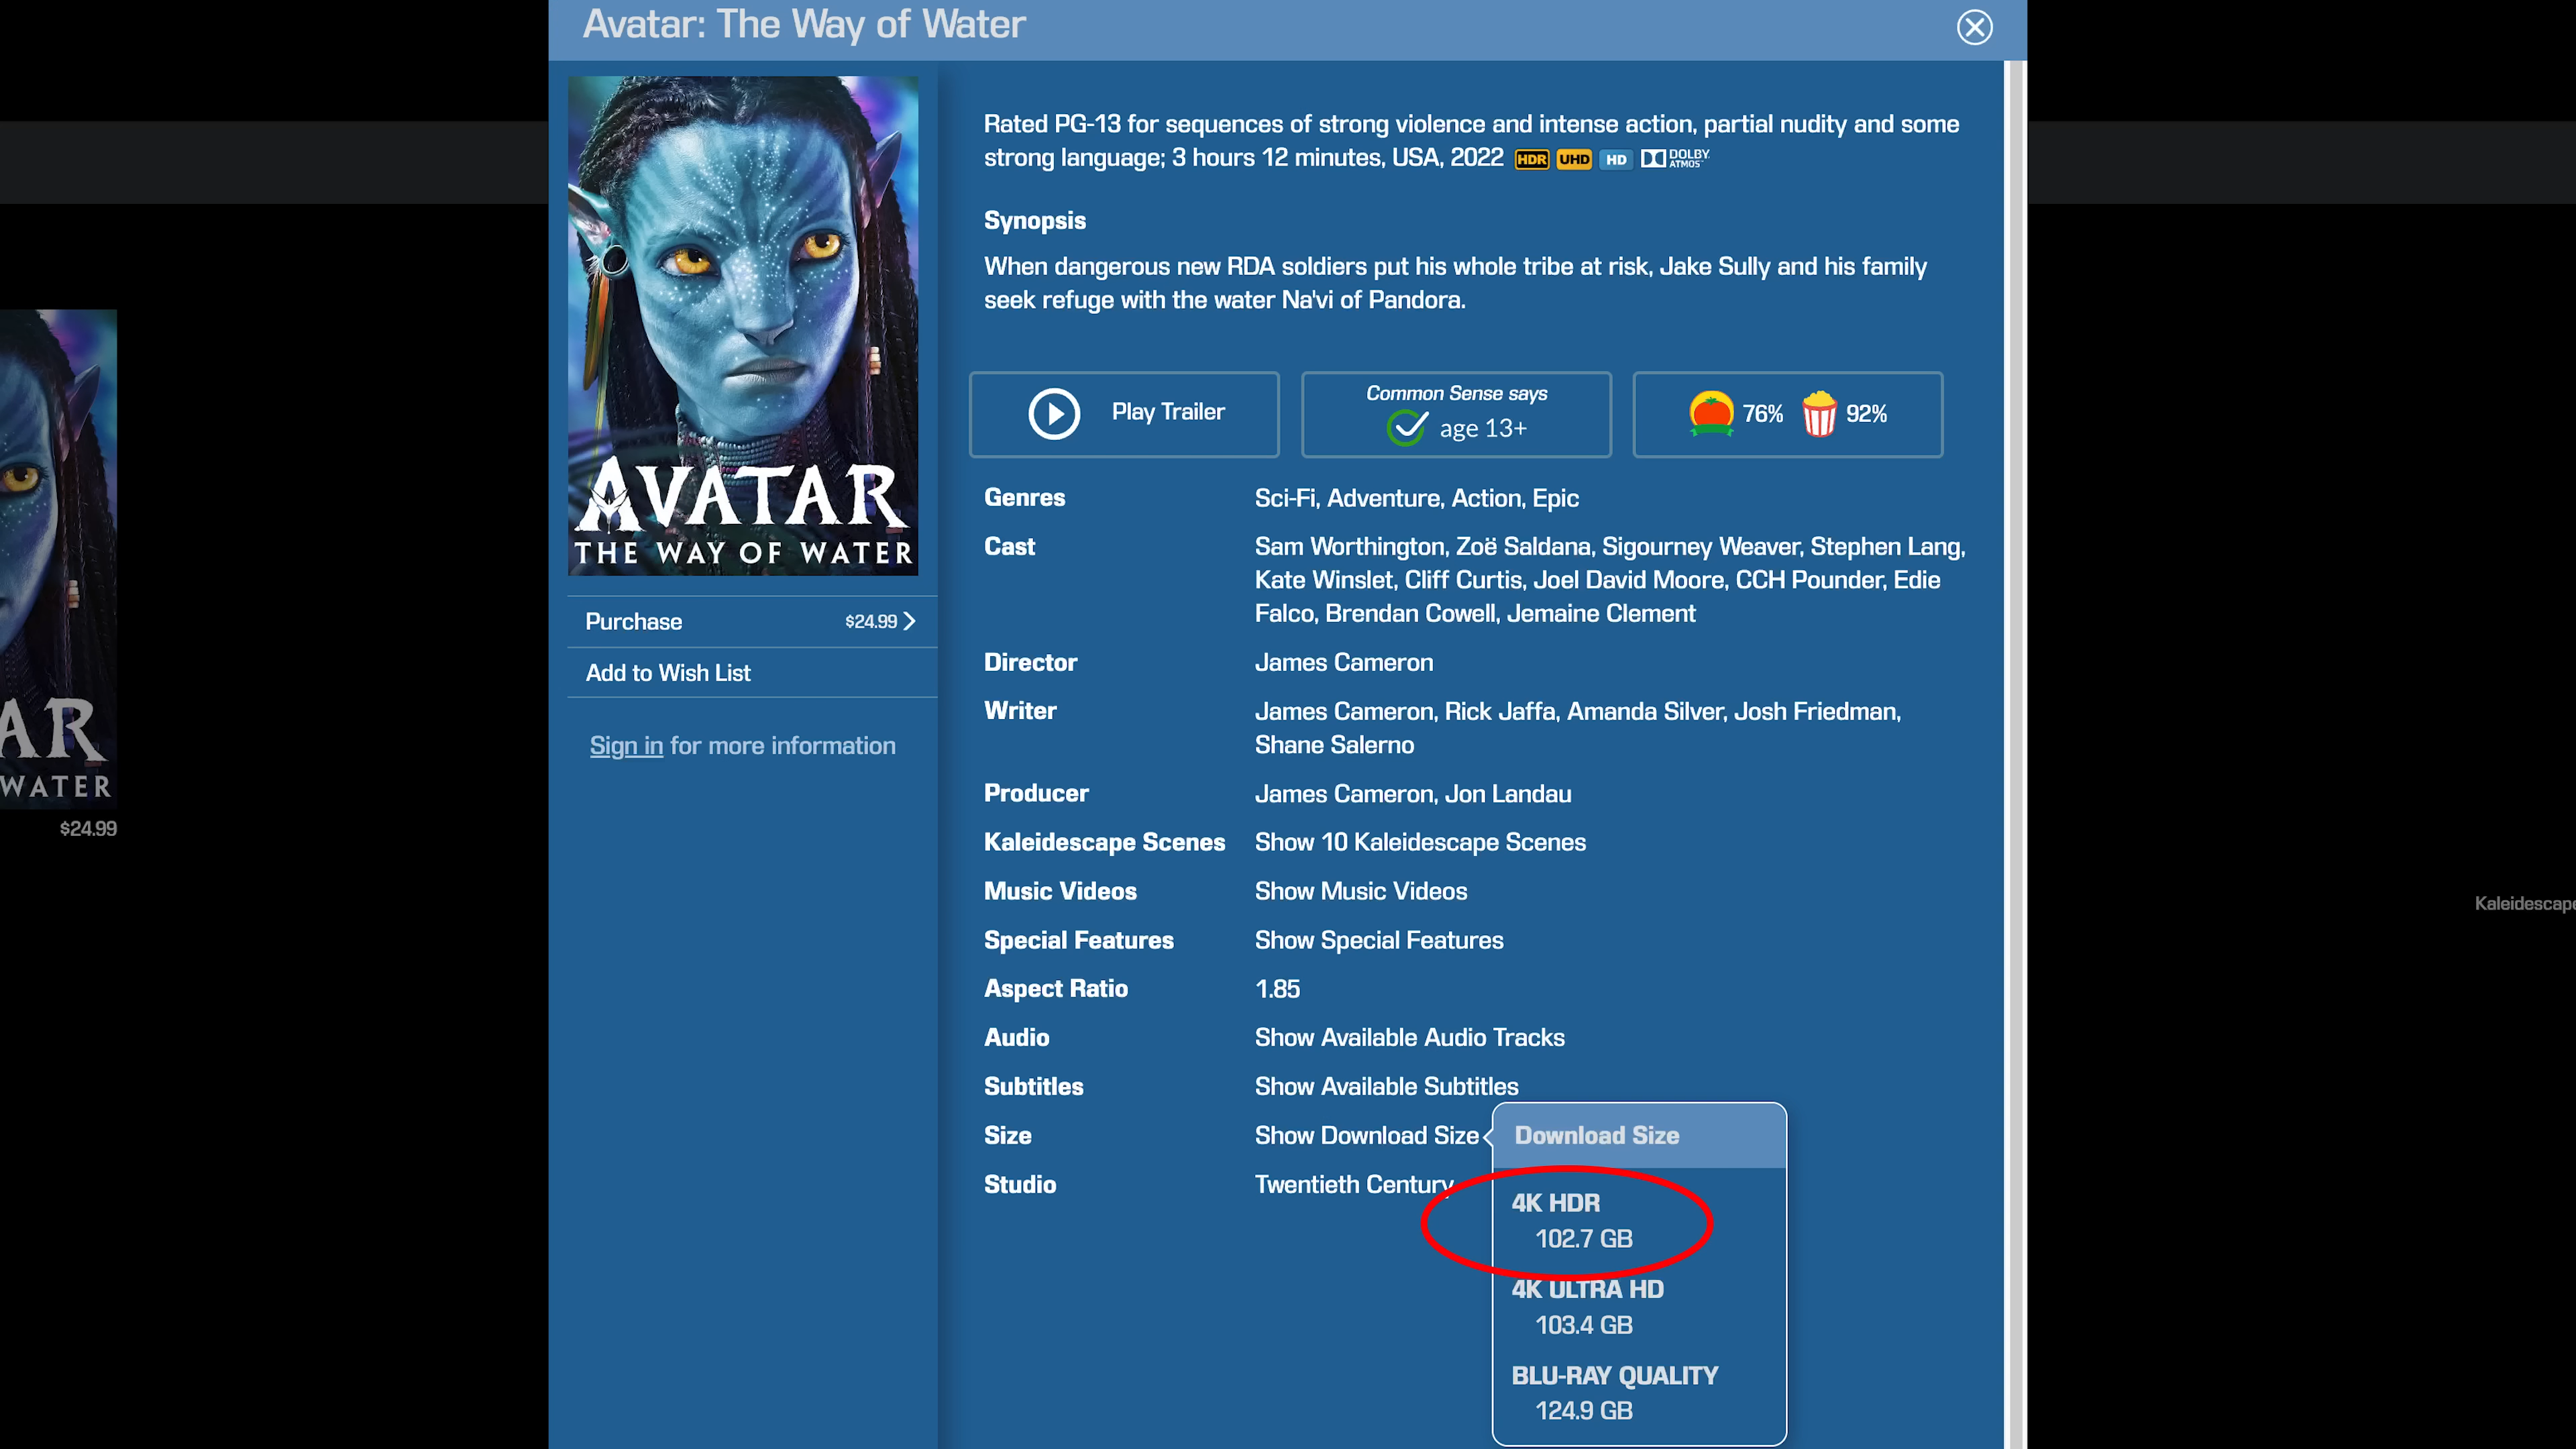 Avatar: The Way of Water
Rated PG-13 for sequences of strong violence and intense action, partial nudity and some
strong language; 3 hours 12 minutes, USA, 2022 HDR UHD HD DOLBY ATMOS
Synopsis
When dangerous new RDA soldiers put his whole tribe at risk, Jake Sully and his family
seek refuge with the water Na'vi of Pandora.
Play Trailer
Common Sense says
age 13+
76% 92%
AVATAR
THE WAY OF WATER
Purchase $24.99
Add to Wish List
Sign in for more information
Genres Sci-Fi, Adventure, Action, Epic
Cast Sam Worthington, Zoë Saldana, Sigourney Weaver, Stephen Lang,
Kate Winslet, Cliff Curtis, Joel David Moore, CCH Pounder, Edie
Falco, Brendan Cowell, Jemaine Clement
Director James Cameron
Writer James Cameron, Rick Jaffa, Amanda Silver, Josh Friedman,
Shane Salerno
Producer James Cameron, Jon Landau
Kaleidescape Scenes Show 10 Kaleidescape Scenes
Music Videos Show Music Videos
Special Features Show Special Features
Aspect Ratio 1.85
Audio Show Available Audio Tracks
Subtitles Show Available Subtitles
Size Show Download Size
Studio Twentieth Century
Download Size
4K HDR
102.7 GB
4K ULTRA HD
103.4 GB
BLU-RAY QUALITY
124.9 GB
AR
WATER
$24.99
Kaleidescape